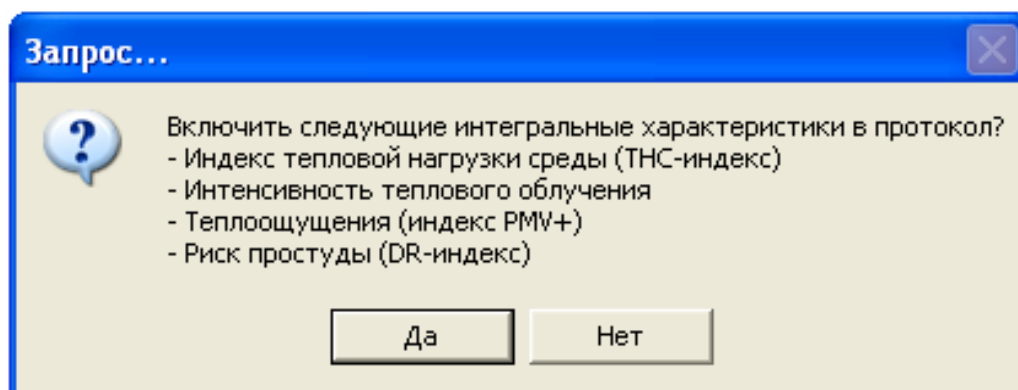 Запрос...
Включить следующие интегральные характеристики в протокол?
- Индекс тепловой нагрузки среды (ТНС-индекс)
- Интенсивность теплового облучения
- Теплоощущения (индекс PMV+)
- Риск простуды (DR-индекс)
Да Нет